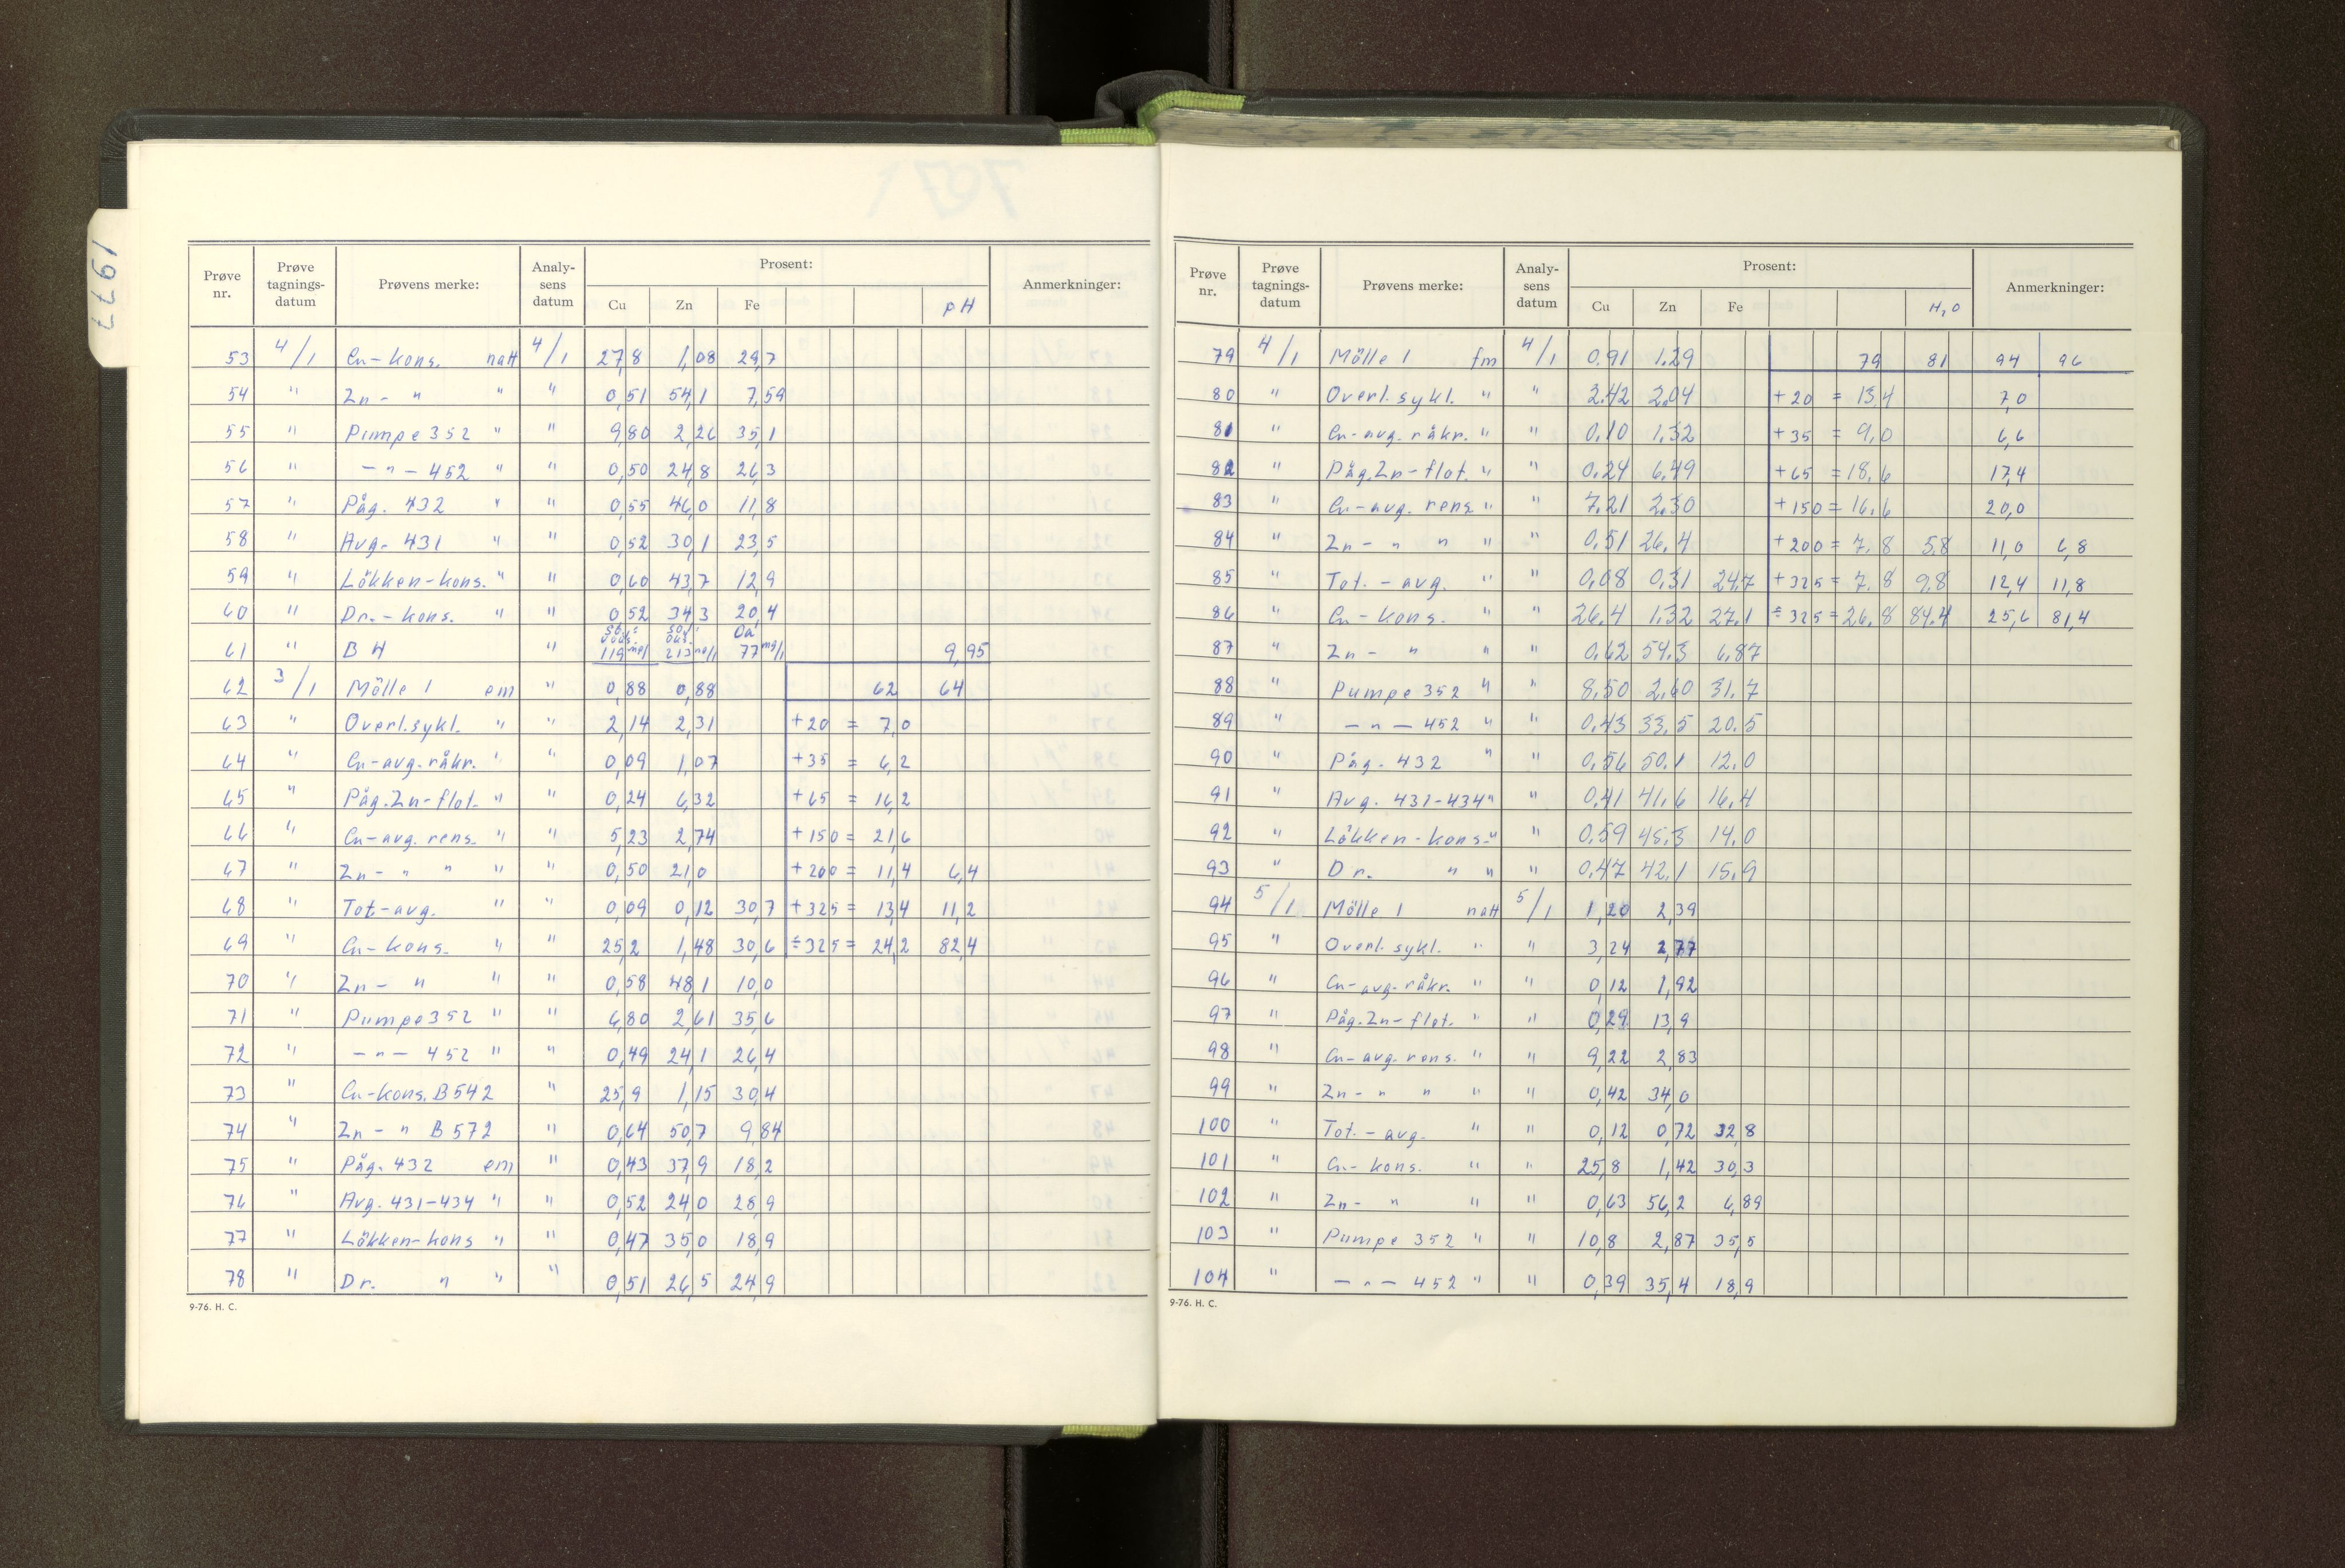 1977
Prøve nr. Prøve tagnings-datum Prøvens merke: Analy-sens datum Prosent: Anmerkninger:
Cu Zn Fe pH
53 4/1 Cu-kons. natt 4/1 27,8 1,08 29,7
54 " Zn- " " " 0,51 54,1 7,59
55 " Pumpe 352 " " 9,80 2,26 35,1
56 " -"- 452 " " 0,50 24,8 26,3
57 " Påg. 432 " " 0,55 46,0 11,8
58 " Avg. 431 " " 0,52 30,1 23,5
59 " Lökken-kons. " " 0,60 43,7 12,9
60 " Dr.-kons. " " 0,52 34,3 20,4
61 " BH " 119 mg/l 213 mg/l 77 mg/l 9,95
62 3/1 Mölle 1 em " 0,88 0,88 62 64
63 " Overl.sykl. " " 2,14 2,31 +20 = 7,0
64 " Cu-avg.råkr. " " 0,09 1,07 +35 = 6,2
65 " Påg.Zn-flot. " " 0,24 6,32 +65 = 16,2
66 " Cu-avg. rens. " " 5,23 2,74 +150 = 21,6
67 " Zn- " " " " 0,50 21,0 +200 = 11,4 6,4
68 " Tot-avg. " " 0,09 0,12 30,7 +325 = 13,4 11,2
69 " Cu-kons. " " 25,2 1,48 30,6 ÷325 = 24,2 82,4
70 " Zn- " " " 0,58 48,1 10,0
71 " Pumpe 352 " " 6,80 2,61 35,6
72 " -"- 452 " " 0,49 24,1 26,4
73 " Cu-kons. B542 " 25,9 1,15 30,4
74 " Zn- " B572 " 0,64 50,7 9,84
75 " Påg. 432 em " 0,43 37,9 18,2
76 " Avg. 431-434 " " 0,52 24,0 28,9
77 " Lökken-kons " " 0,47 35,0 18,9
78 " Dr. " " " 0,51 26,5 24,9
9-76. H. C.
Prøve nr. Prøve tagnings-datum Prøvens merke: Analy-sens datum Prosent: Anmerkninger:
Cu Zn Fe H2O
79 4/1 Mölle 1 fm 4/1 0.91 1.29 79 81 94 96
80 " Overl. sykl. " " 2.42 2.04 +20 = 13,4 7,0
81 " Cu-avg. råkr. " " 0.10 1.32 +35 = 9,0 6,6
82 " Påg.Zn-flot. " " 0.24 6.49 +65 = 18,6 17,4
83 " Cu-avg. rens " " 7.21 2.30 +150 = 16,6 20,0
84 " Zn- " " " " 0.51 26.4 +200 = 7.8 5,8 11,0 6,8
85 " Tot.-avg. " " 0.08 0.31 24.7 +325 = 7.8 9,8 12,4 11,8
86 " Cu-kons. " " 26.4 1.32 27.1 ÷325 = 26,8 84.4 25,6 81,4
87 " Zn- " " " 0.62 54.3 6.87
88 " Pumpe 352 " " 8.50 2.60 31.7
89 " -"- 452 " " 0.43 33.5 20.5
90 " Påg. 432 " " 0.56 50.1 12.0
91 " Avg. 431-434 " " 0.41 41.6 16.4
92 " Lökken-kons. " " 0.59 45.3 14.0
93 " Dr. " " " 0.47 42.1 15.9
94 5/1 Mölle 1 natt 5/1 1,20 2,39
95 " Overl. sykl. " " 3,24 2,77
96 " Cu-avg.råkr. " " 0,12 1,92
97 " Påg.Zn-flot. " " 0,29 13,9
98 " Cu-avg. rens. " " 9,22 2,83
99 " Zn- " " " " 0,42 34,0
100 " Tot.-avg. " " 0,12 0,72 32,8
101 " Cu-kons. " " 25,8 1,42 30,3
102 " Zn- " " " 0,63 56,2 6,89
103 " Pumpe 352 " " 10,8 2,87 35,5
104 " -"- 452 " " 0,39 35,4 18,9
9-76. H. C.